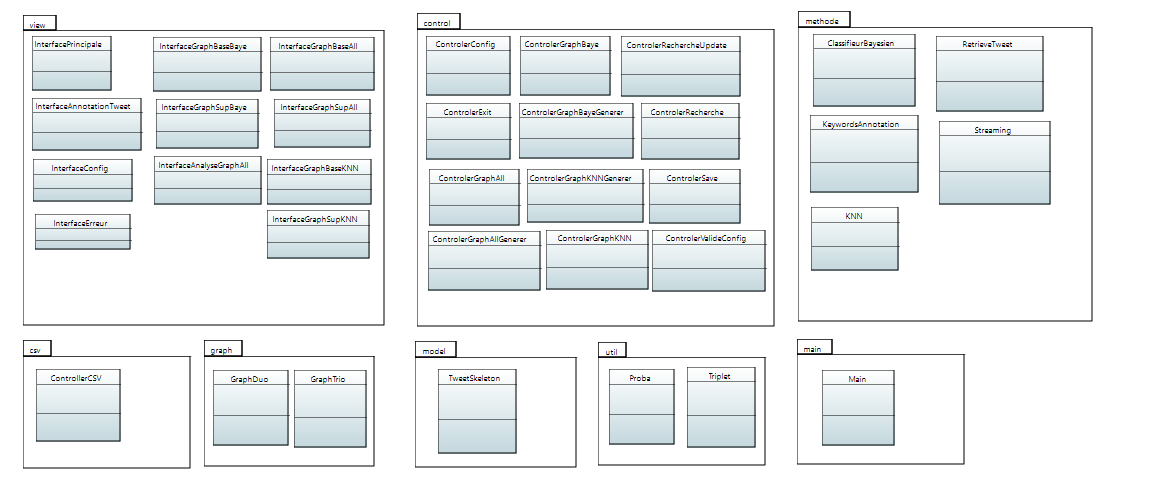 view
InterfacePrincipale
InterfaceGraphBaseBaye
InterfaceGraphBaseAll
InterfaceAnnotationTweet
InterfaceGraphSupBaye
InterfaceGraphSupAll
InterfaceConfig
InterfaceAnalyseGraphAll
InterfaceGraphBaseKNN
InterfaceErreur
InterfaceGraphSupKNN
control
ControlerConfig
ControlerGraphBaye
ControlerRechercheUpdate
ControlerExit
ControlerGraphBayeGenerer
ControlerRecherche
ControlerGraphAll
ControlerGraphKNNGenerer
ControlerSave
ControlerGraphAllGenerer
ControlerGraphKNN
ControlerValideConfig
methode
ClassifieurBayesien
RetrieveTweet
KeywordsAnnotation
Streaming
KNN
csv
ControllerCSV
graph
GraphDuo
GraphTrio
model
TweetSkeleton
util
Proba
Triplet
main
Main